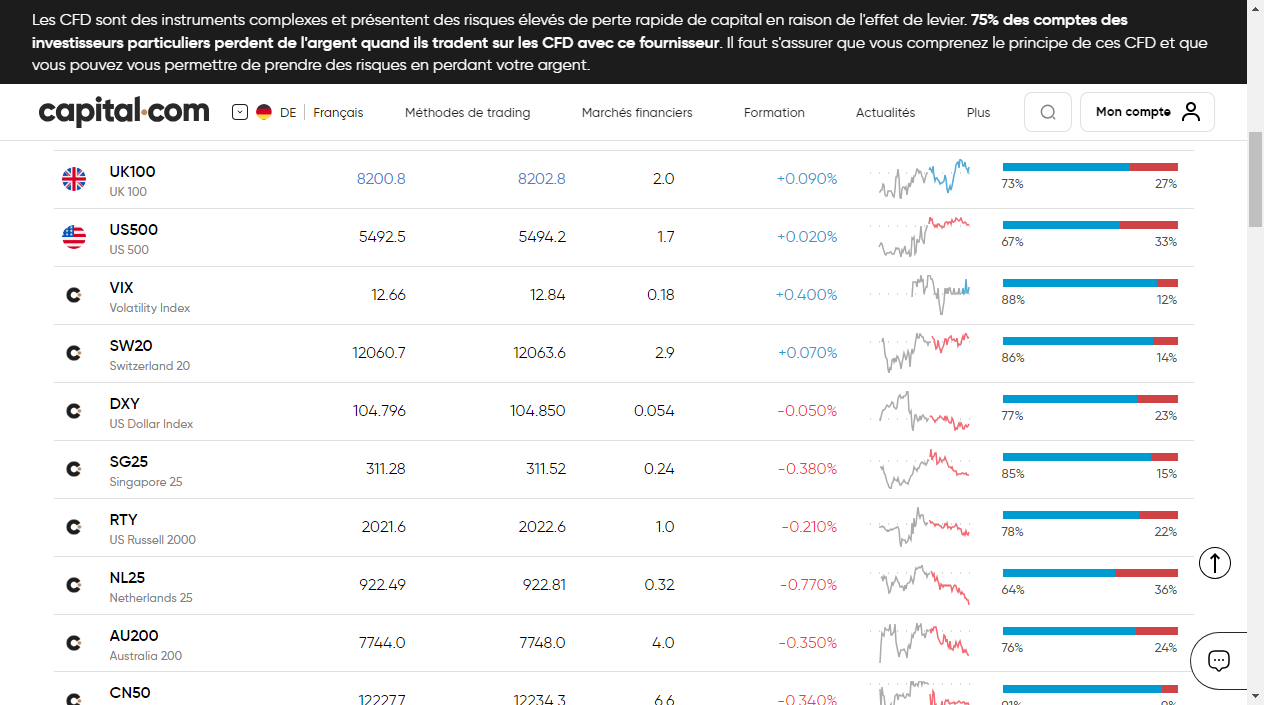 Les CFD sont des instruments complexes et présentent des risques élevés de perte rapide de capital en raison de l'effet de levier. 75% des comptes des
investisseurs particuliers perdent de l'argent quand ils tradent sur les CFD avec ce fournisseur. Il faut s'assurer que vous comprenez le principe de ces CFD et que
vous pouvez vous permettre de prendre des risques en perdant votre argent.
capital.com DE Français Méthodes de trading Marchés financiers Formation Actualités Plus Mon compte
UK100 8200.8 8202.8 2.0 +0.090%
UK 100 73% 27%
US500 5492.5 5494.2 1.7 +0.020%
US 500 67% 33%
VIX 12.66 12.84 0.18 +0.400%
Volatility Index 88% 12%
SW20 12060.7 12063.6 2.9 +0.070%
Switzerland 20 86% 14%
DXY 104.796 104.850 0.054 -0.050%
US Dollar Index 77% 23%
SG25 311.28 311.52 0.24 -0.380%
Singapore 25 85% 15%
RTY 2021.6 2022.6 1.0 -0.210%
US Russell 2000 78% 22%
NL25 922.49 922.81 0.32 -0.770%
Netherlands 25 64% 36%
AU200 7744.0 7748.0 4.0 -0.350%
Australia 200 76% 24%
CN50 12227.7 12234.3 6.6 -0.340%
91% 9%